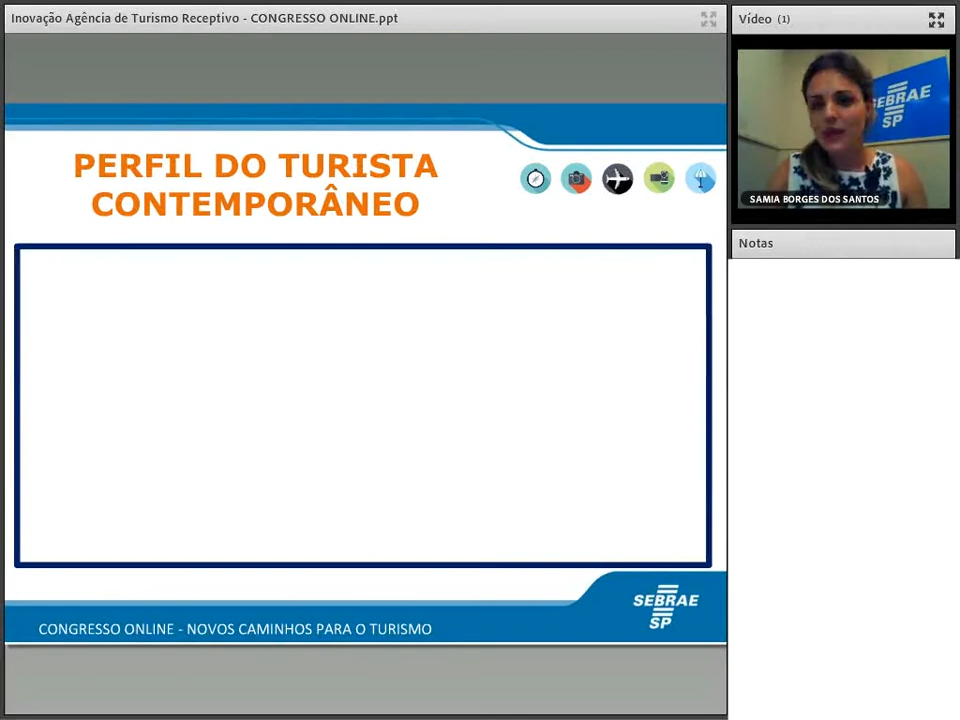 Inovação Agência de Turismo Receptivo - CONGRESSO ONLINE.ppt
Vídeo (1)
SEBRAE
SP
SAMIA BORGES DOS SANTOS
Notas
PERFIL DO TURISTA
CONTEMPORÂNEO
SEBRAE
SP
CONGRESSO ONLINE - NOVOS CAMINHOS PARA O TURISMO